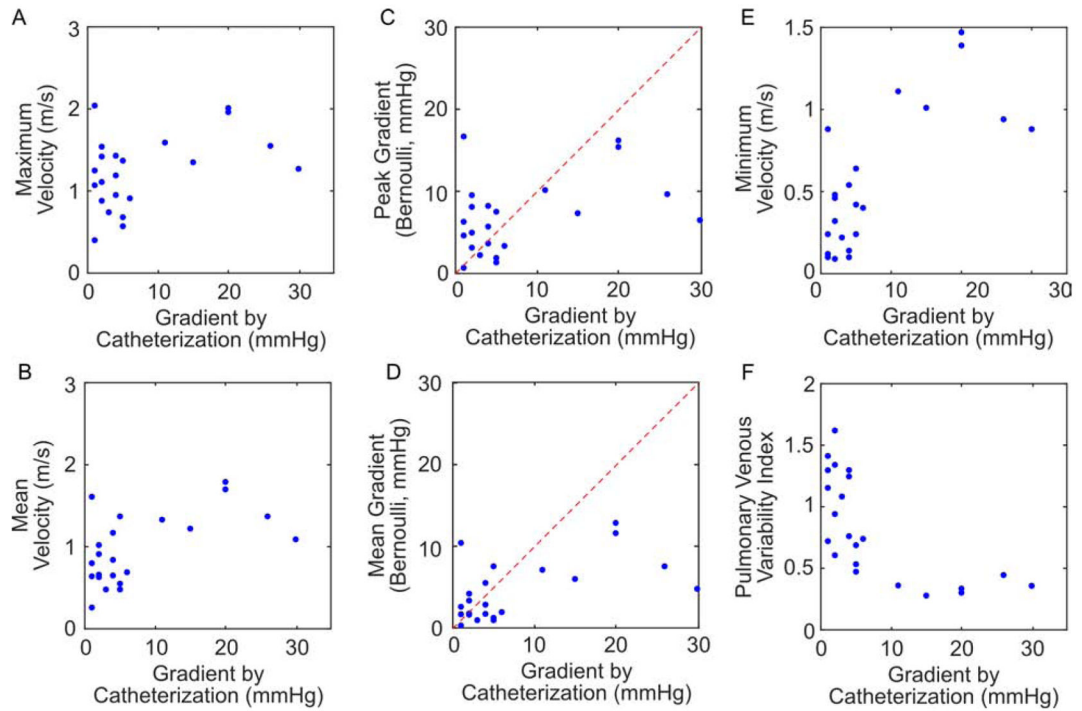 A
3
2
1
0
Maximum
Velocity (m/s)
0 10 20 30
Gradient by
Catheterization (mmHg)
C
30
20
10
0
Peak Gradient
(Bernoulli, mmHg)
0 10 20 30
Gradient by
Catheterization (mmHg)
E
1.5
1
0.5
0
Minimum
Velocity (m/s)
0 10 20 30
Gradient by
Catheterization (mmHg)
B
3
2
1
0
Mean
Velocity (m/s)
0 10 20 30
Gradient by
Catheterization (mmHg)
D
30
20
10
0
Mean Gradient
(Bernoulli, mmHg)
0 10 20 30
Gradient by
Catheterization (mmHg)
F
2
1.5
1
0.5
0
Pulmonary Venous
Variability Index
0 10 20 30
Gradient by
Catheterization (mmHg)